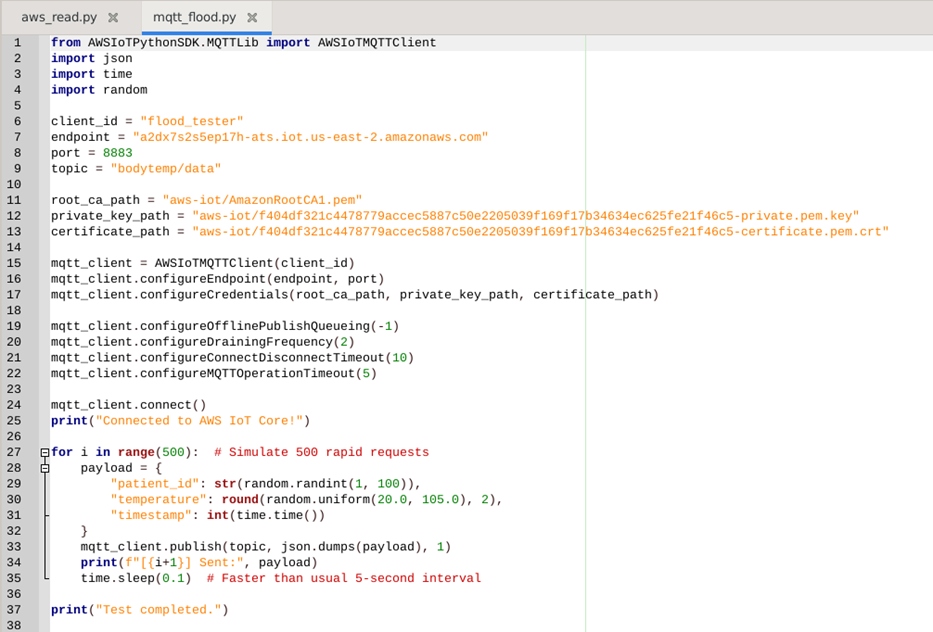 aws_read.py
mqtt_flood.py
1 from AWSIoTPythonSDK.MQTTLib import AWSIoTMQTTClient
2 import json
3 import time
4 import random
5
6 client_id = "flood_tester"
7 endpoint = "a2dx7s2s5ep17h-ats.iot.us-east-2.amazonaws.com"
8 port = 8883
9 topic = "bodytemp/data"
10
11 root_ca_path = "aws-iot/AmazonRootCA1.pem"
12 private_key_path = "aws-iot/f404df321c4478779accec5887c50e2205039f169f17b34634ec625fe21f46c5-private.pem.key"
13 certificate_path = "aws-iot/f404df321c4478779accec5887c50e2205039f169f17b34634ec625fe21f46c5-certificate.pem.crt"
14
15 mqtt_client = AWSIoTMQTTClient(client_id)
16 mqtt_client.configureEndpoint(endpoint, port)
17 mqtt_client.configureCredentials(root_ca_path, private_key_path, certificate_path)
18
19 mqtt_client.configureOfflinePublishQueueing(-1)
20 mqtt_client.configureDrainingFrequency(2)
21 mqtt_client.configureConnectDisconnectTimeout(10)
22 mqtt_client.configureMQTTOperationTimeout(5)
23
24 mqtt_client.connect()
25 print("Connected to AWS IoT Core!")
26
27 for i in range(500):  # Simulate 500 rapid requests
28     payload = {
29         "patient_id": str(random.randint(1, 100)),
30         "temperature": round(random.uniform(20.0, 105.0), 2),
31         "timestamp": int(time.time())
32     }
33     mqtt_client.publish(topic, json.dumps(payload), 1)
34     print(f"[{i+1}] Sent:", payload)
35     time.sleep(0.1)  # Faster than usual 5-second interval
36
37 print("Test completed.")
38